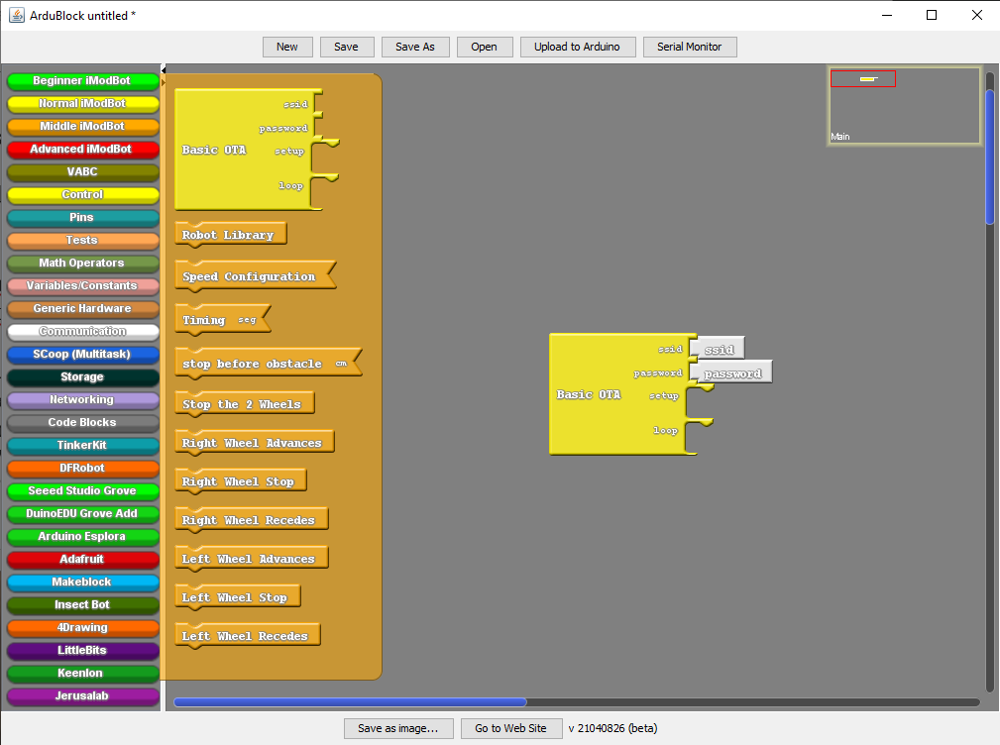 ArduBlock untitled *
New Save Save As Open Upload to Arduino Serial Monitor
Beginner iModBot
Normal iModBot
Middle iModBot
Advanced iModBot
VABC
Control
Pins
Tests
Math Operators
Variables/Constants
Generic Hardware
Communication
SCoop (Multitask)
Storage
Networking
Code Blocks
TinkerKit
DFRobot
Seeed Studio Grove
DuinoEDU Grove Add
Arduino Esplora
Adafruit
Makeblock
Insect Bot
4Drawing
LittleBits
Keenlon
Jerusalab
ssid
password
Basic OTA setup
loop
Robot Library
Speed Configuration
Timing seg
stop before obstacle cm
Stop the 2 Wheels
Right Wheel Advances
Right Wheel Stop
Right Wheel Recedes
Left Wheel Advances
Left Wheel Stop
Left Wheel Recedes
ssid ssid
password password
Basic OTA setup
loop
Main
Save as image... Go to Web Site v 21040826 (beta)